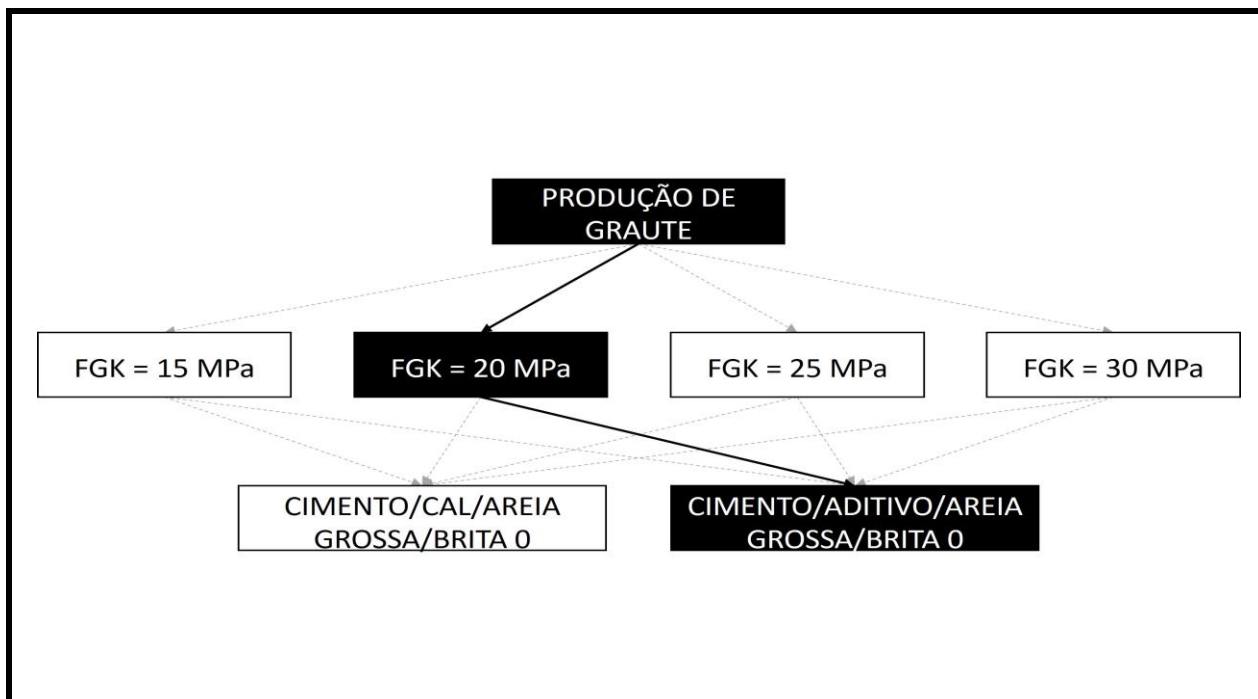 PRODUÇÃO DE
GRAUTE
FGK = 15 MPa
FGK = 20 MPa
FGK = 25 MPa
FGK = 30 MPa
CIMENTO/CAL/AREIA
GROSSA/BRITA 0
CIMENTO/ADITIVO/AREIA
GROSSA/BRITA 0